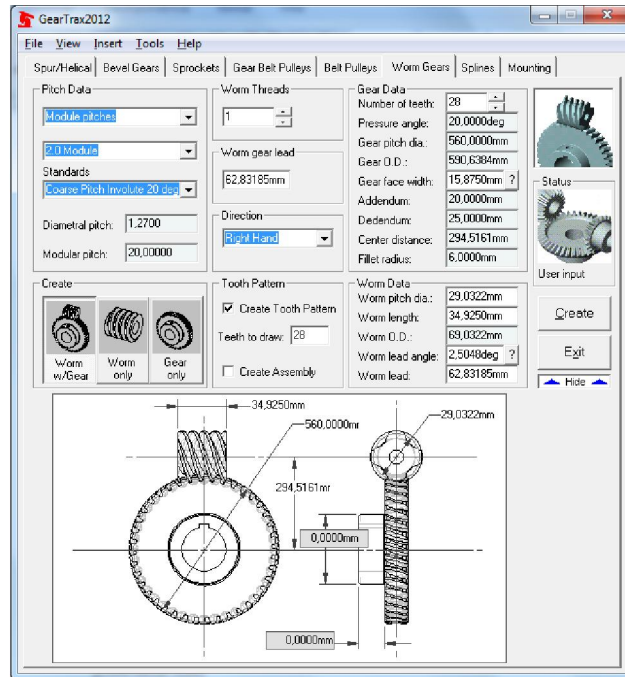 GearTrax2012
File View Insert Tools Help
Spur/Helical Bevel Gears Sprockets Gear Belt Pulleys Belt Pulleys Worm Gears Splines Mounting
Pitch Data
Module pitches
2.0 Module
Standards
Coarse Pitch Involute 20 deg
Diametral pitch: 1,2700
Modular pitch: 20,00000
Worm Threads
1
Worm gear lead
62,83185mm
Direction
Right Hand
Gear Data
Number of teeth: 28
Pressure angle: 20,0000deg
Gear pitch dia.: 560,0000mm
Gear O.D.: 590,6384mm
Gear face width: 15,8750mm ?
Addendum: 20,0000mm
Dedendum: 25,0000mm
Center distance: 294,5161mm
Fillet radius: 6,0000mm
Status
User input
Create
Worm w/Gear
Worm only
Gear only
Tooth Pattern
Create Tooth Pattern
Teeth to draw: 28
Create Assembly
Worm Data
Worm pitch dia.: 29,0322mm
Worm length: 34,9250mm
Worm O.D.: 69,0322mm
Worm lead angle: 2,5048deg ?
Worm lead: 62,83185mm
Create
Exit
Hide
34,9250mm
560,0000mr
29,0322mm
294,5161mr
0,0000mm
0,0000mm